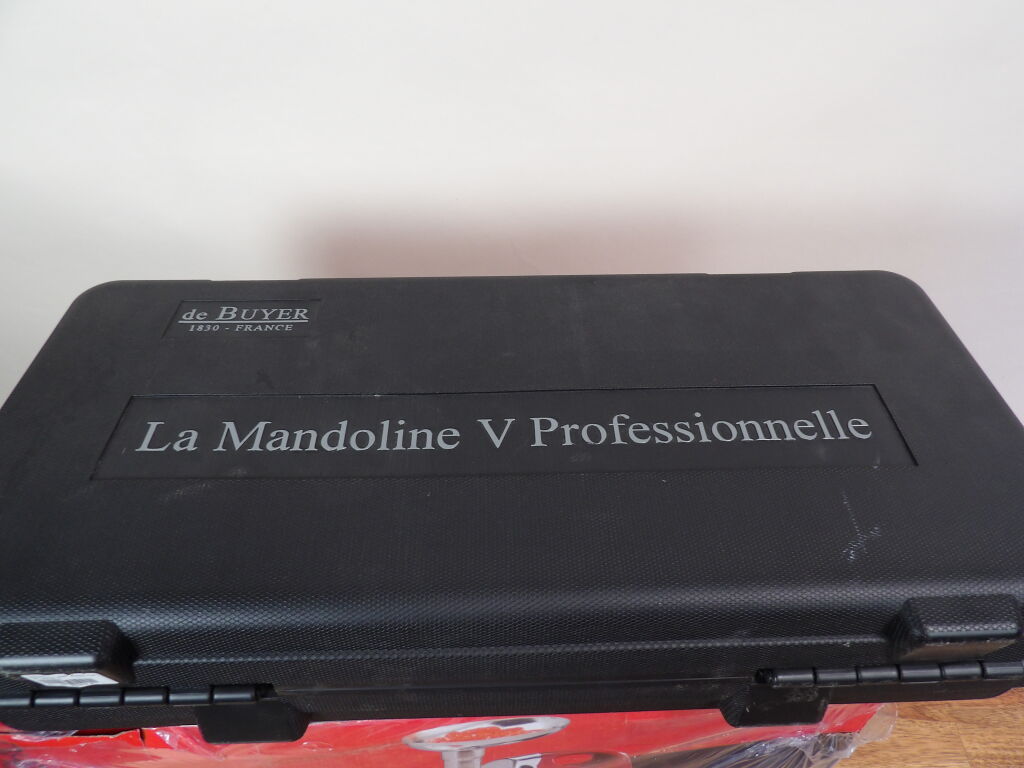 de BUYER
1830 - FRANCE
La Mandoline V Professionnelle